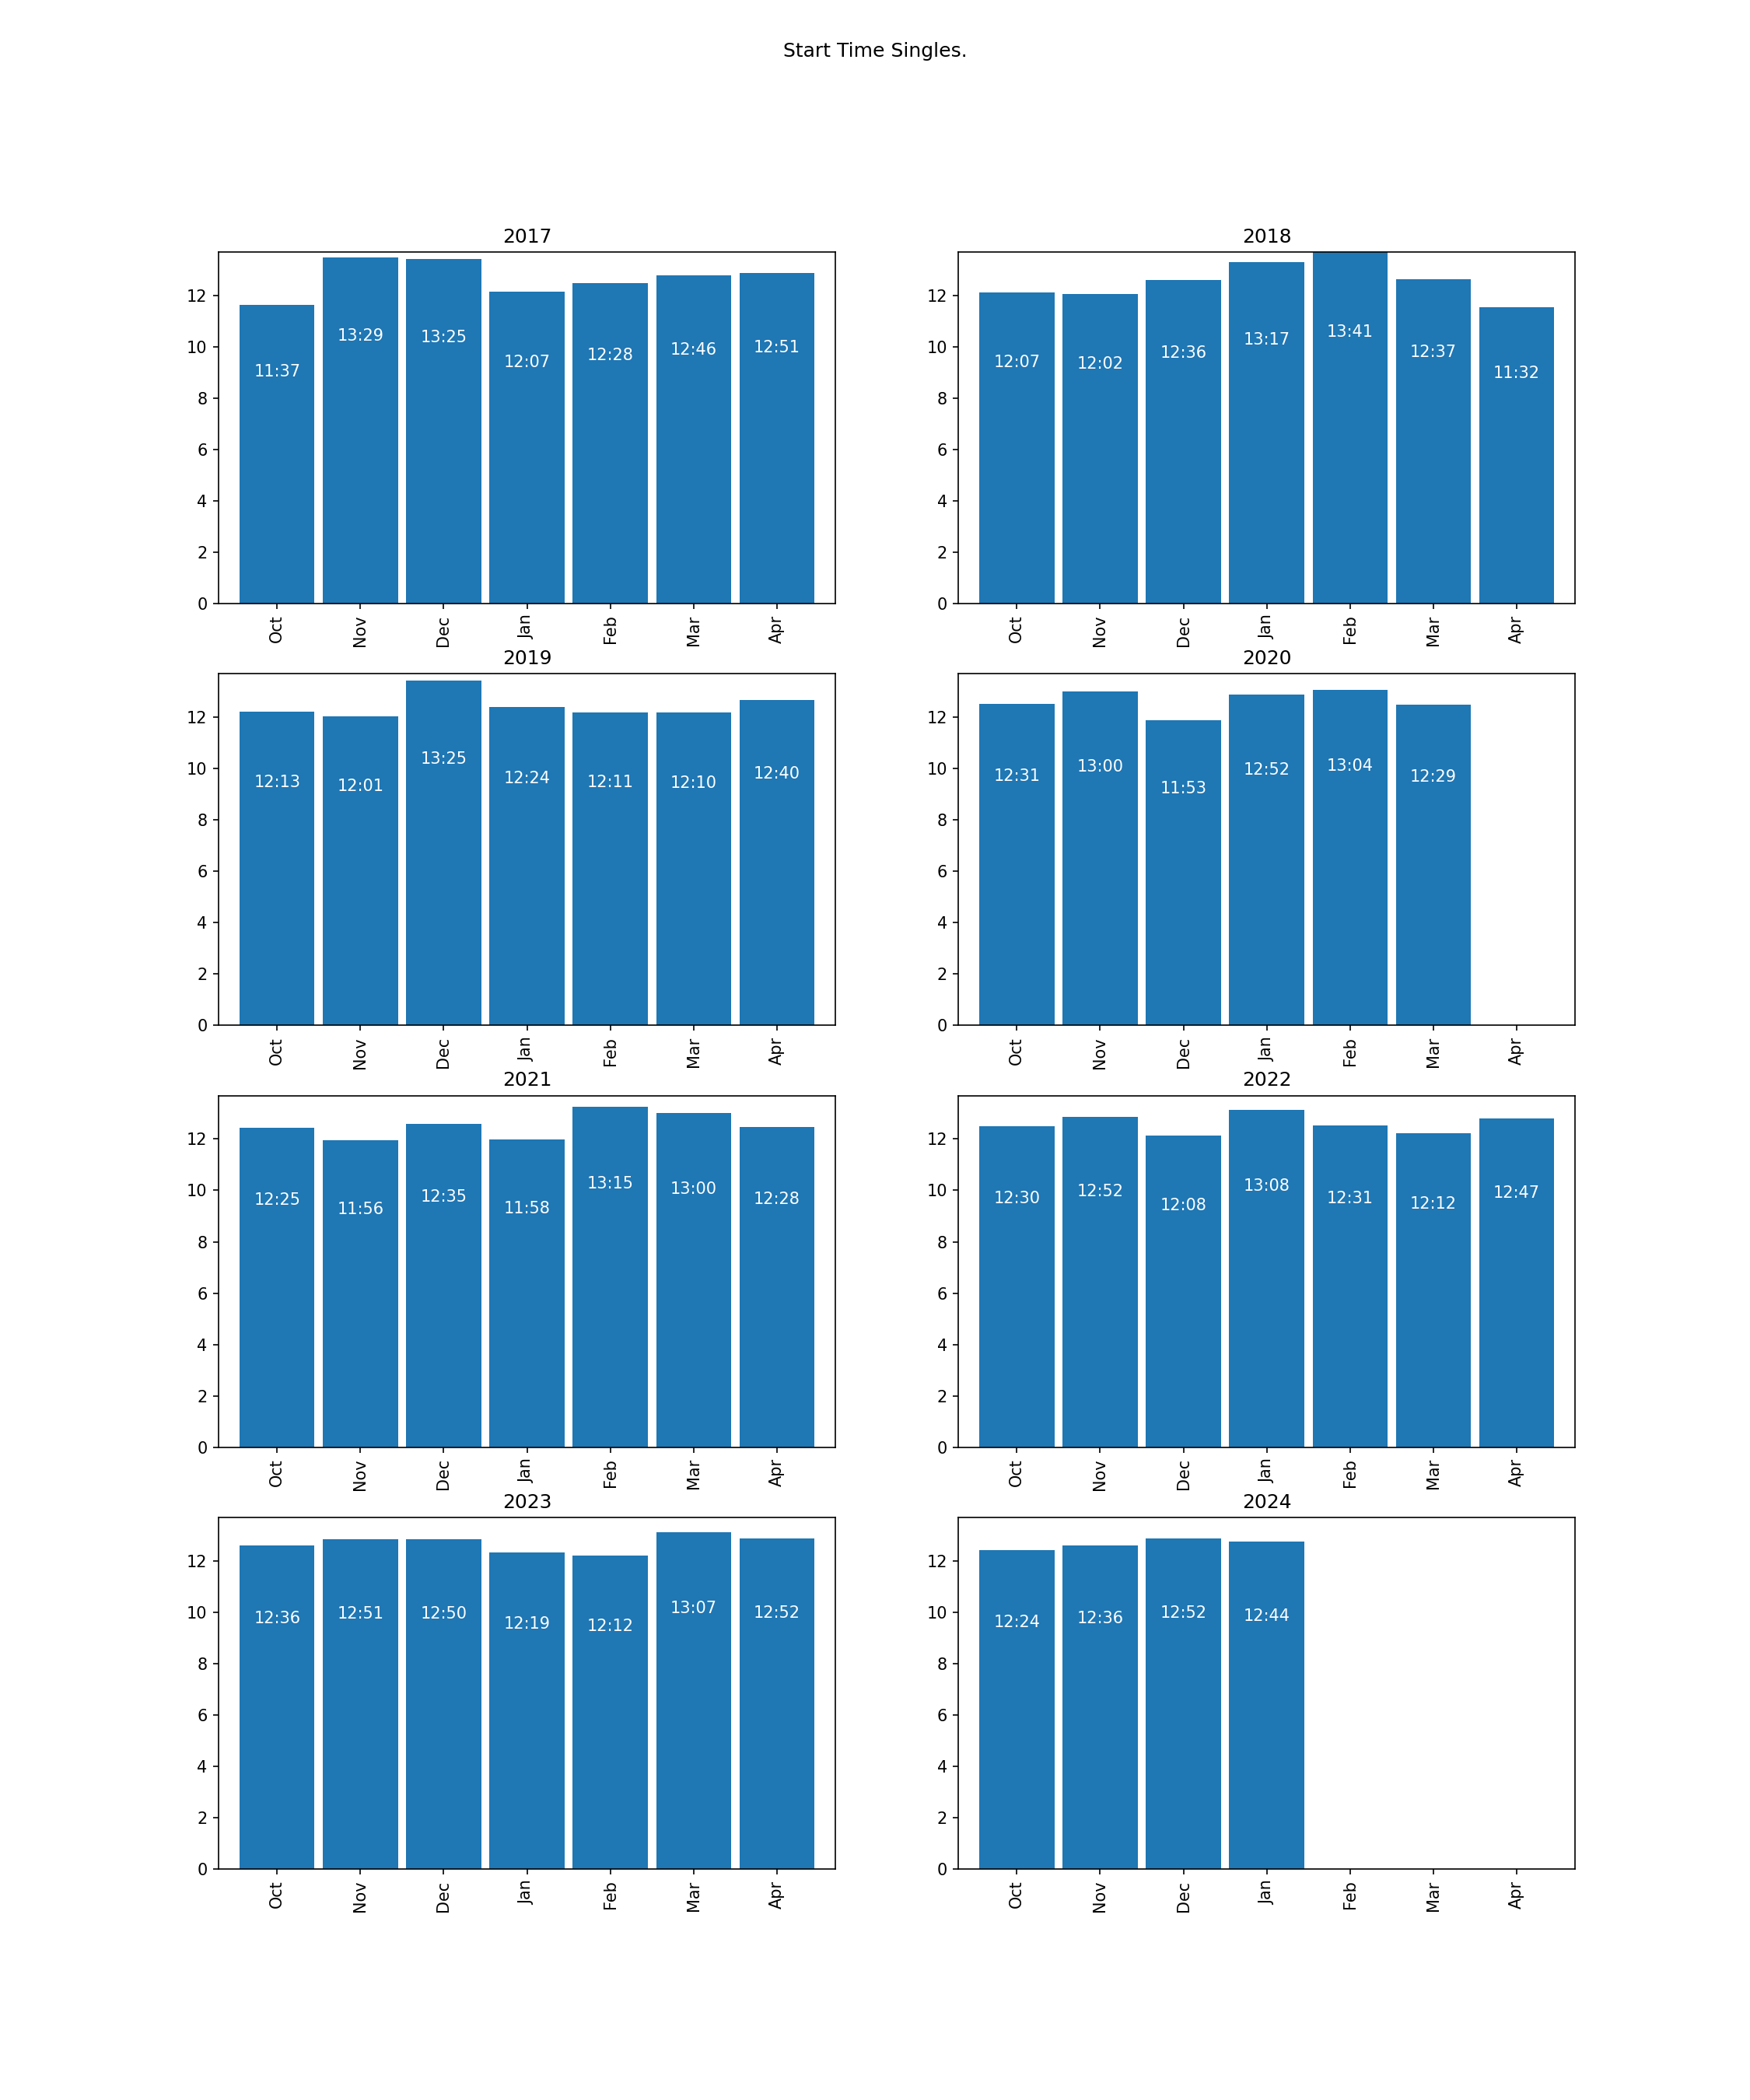 Start Time Singles.
2017
12
10
8
6
4
2
0
11:37
13:29
13:25
12:07
12:28
12:46
12:51
Oct
Nov
Dec
Jan
Feb
Mar
Apr
2018
12
10
8
6
4
2
0
12:07
12:02
12:36
13:17
13:41
12:37
11:32
Oct
Nov
Dec
Jan
Feb
Mar
Apr
2019
12
10
8
6
4
2
0
12:13
12:01
13:25
12:24
12:11
12:10
12:40
Oct
Nov
Dec
Jan
Feb
Mar
Apr
2020
12
10
8
6
4
2
0
12:31
13:00
11:53
12:52
13:04
12:29
Oct
Nov
Dec
Jan
Feb
Mar
Apr
2021
12
10
8
6
4
2
0
12:25
11:56
12:35
11:58
13:15
13:00
12:28
Oct
Nov
Dec
Jan
Feb
Mar
Apr
2022
12
10
8
6
4
2
0
12:30
12:52
12:08
13:08
12:31
12:12
12:47
Oct
Nov
Dec
Jan
Feb
Mar
Apr
2023
12
10
8
6
4
2
0
12:36
12:51
12:50
12:19
12:12
13:07
12:52
Oct
Nov
Dec
Jan
Feb
Mar
Apr
2024
12
10
8
6
4
2
0
12:24
12:36
12:52
12:44
Oct
Nov
Dec
Jan
Feb
Mar
Apr